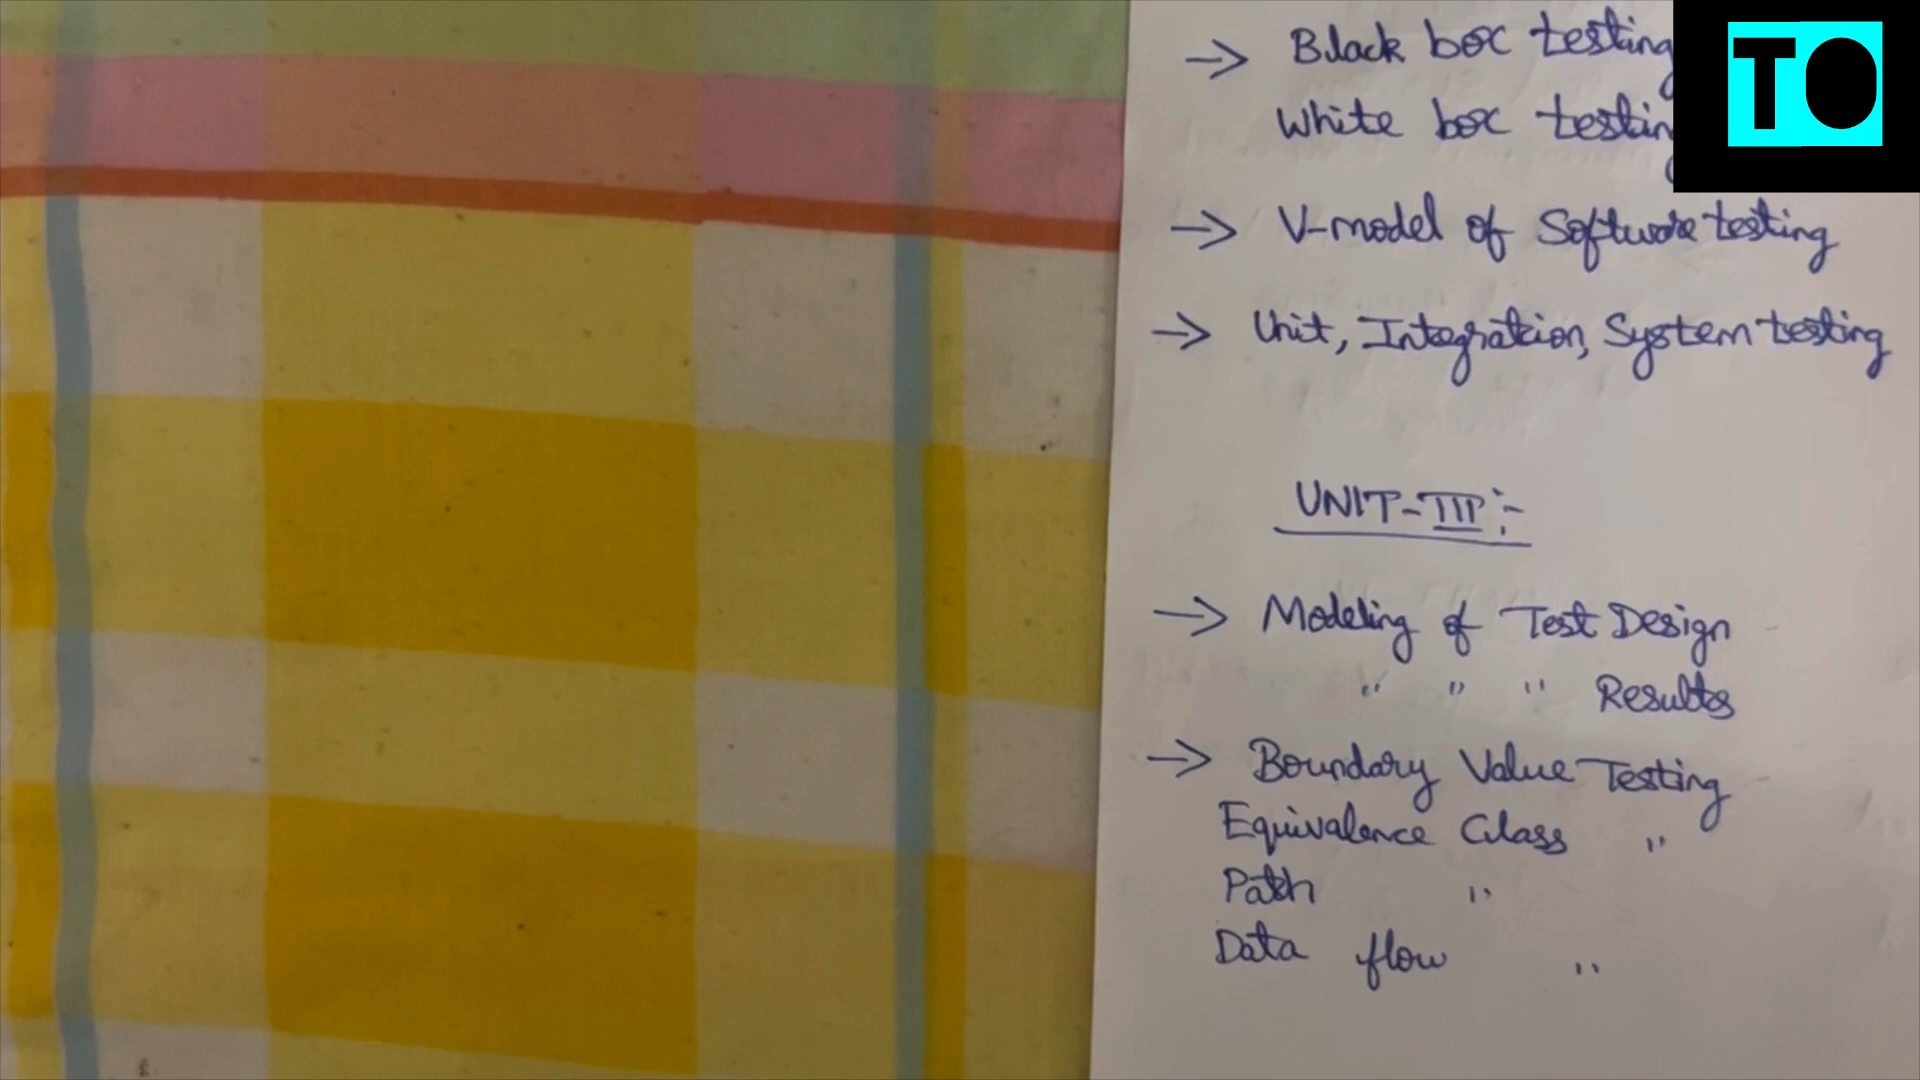 → Black box testing
White box testin
TO
→ V-model of Software testing
→ Unit, Integration, System testing
UNIT-III:-
→ Modeling of Test Design
" " " Results
→ Boundary Value Testing
Equivalence Class "
Path "
Data flow "